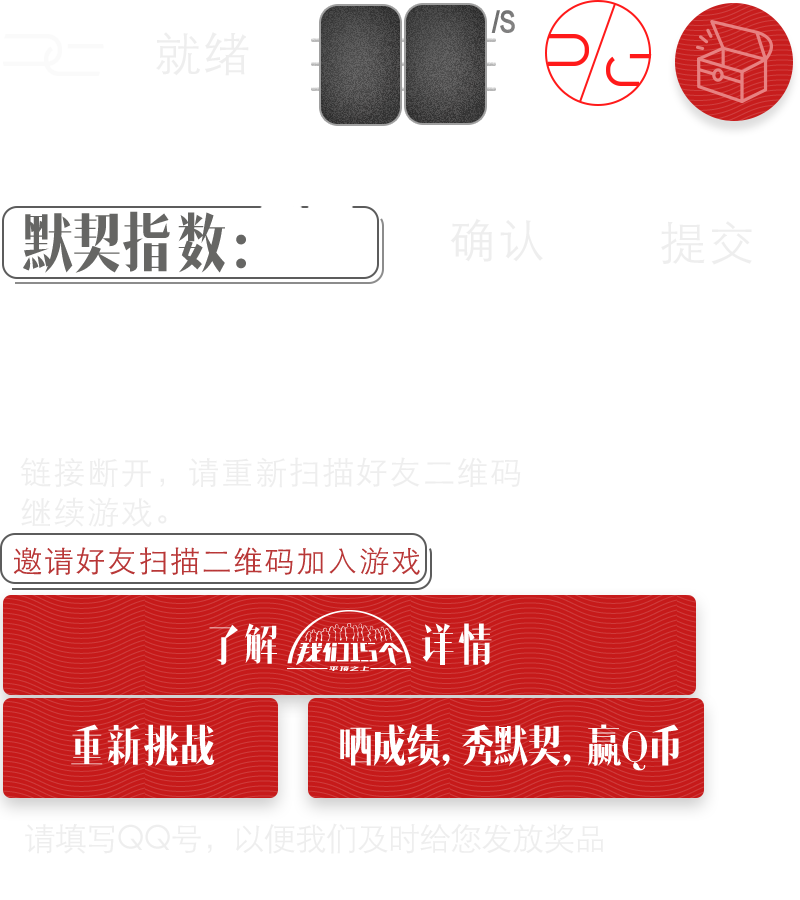 就绪
/S
默契指数：
确认
提交
链接断开，请重新扫描好友二维码
继续游戏。
邀请好友扫描二维码加入游戏
了解 我们15个 详情
平顶之上
重新挑战
晒成绩，秀默契，赢Q币
请填写QQ号，以便我们及时给您发放奖品